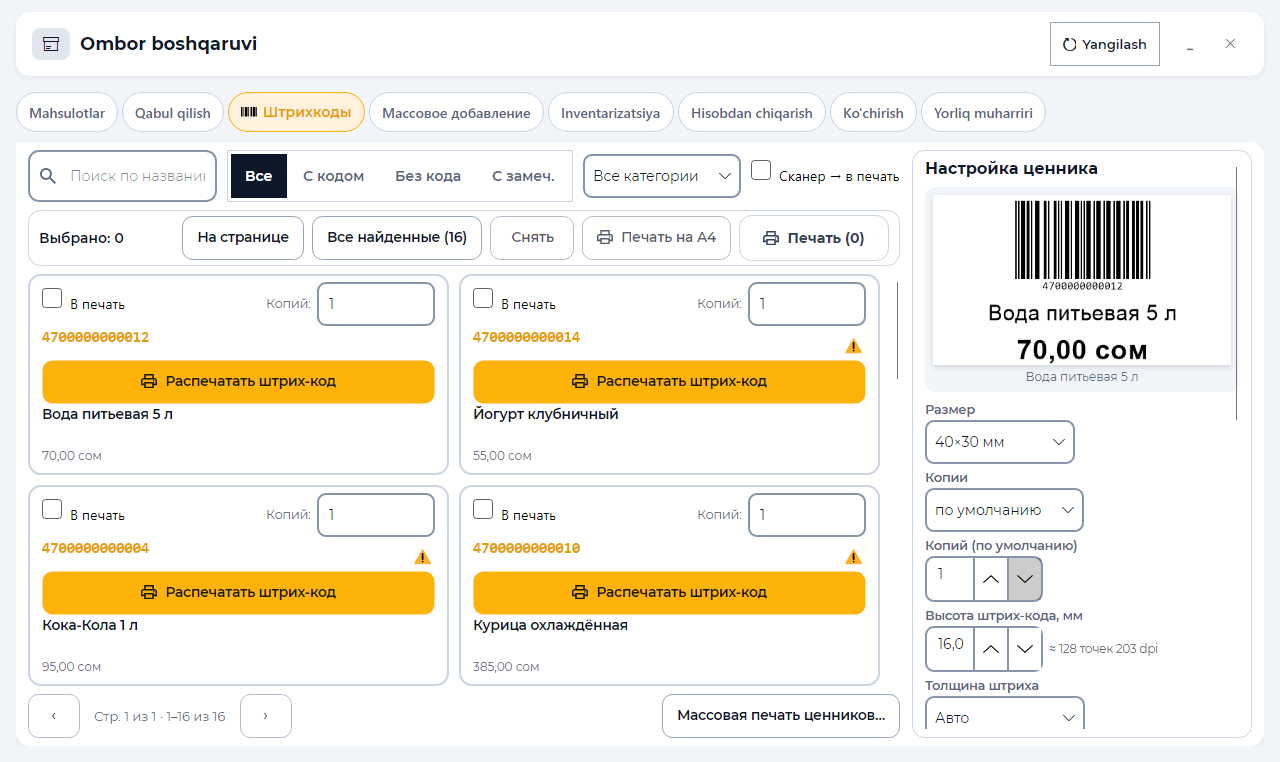 Ombor boshqaruvi
Yangilash
Mahsulotlar
Qabul qilish
Штрихкоды
Массовое добавление
Inventarizatsiya
Hisobdan chiqarish
Ko'chirish
Yorliq muharriri
Поиск по названи
Все
С кодом
Без кода
С замеч.
Все категории
Сканер → в печать
Выбрано: 0
На странице
Все найденные (16)
Снять
Печать на A4
Печать (0)
В печать
Копий:
1
4700000000012
Распечатать штрих-код
Вода питьевая 5 л
70,00 сом
В печать
Копий:
1
4700000000014
Распечатать штрих-код
Йогурт клубничный
55,00 сом
В печать
Копий:
1
4700000000004
Распечатать штрих-код
Кока-Кола 1 л
95,00 сом
В печать
Копий:
1
4700000000010
Распечатать штрих-код
Курица охлаждённая
385,00 сом
‹
Стр. 1 из 1 · 1–16 из 16
›
Массовая печать ценников...
Настройка ценника
4700000000012
Вода питьевая 5 л
70,00 сом
Вода питьевая 5 л
Размер
40×30 мм
Копии
по умолчанию
Копий (по умолчанию)
1
Высота штрих-кода, мм
16,0
≈ 128 точек 203 dpi
Толщина штриха
Авто